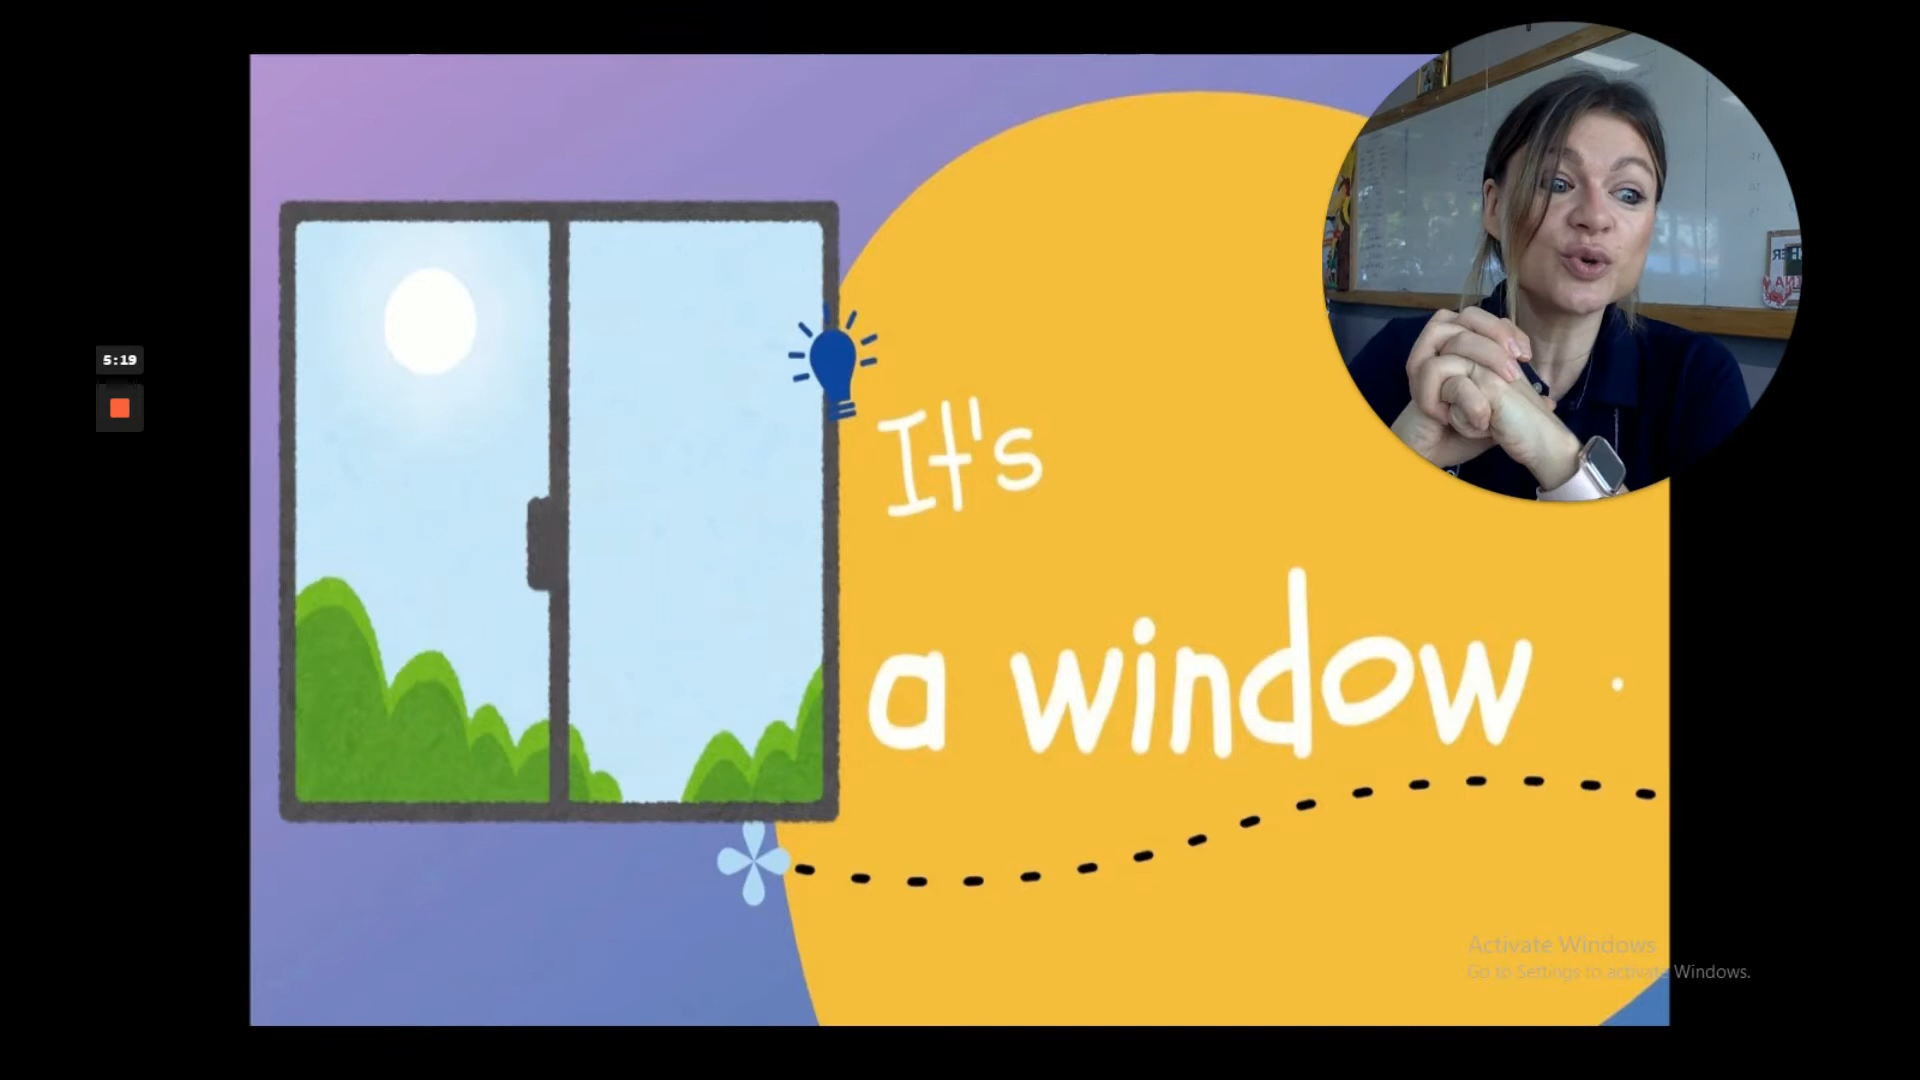 5:19
It's
a window .
Activate Windows
Go to Settings to activate Windows.